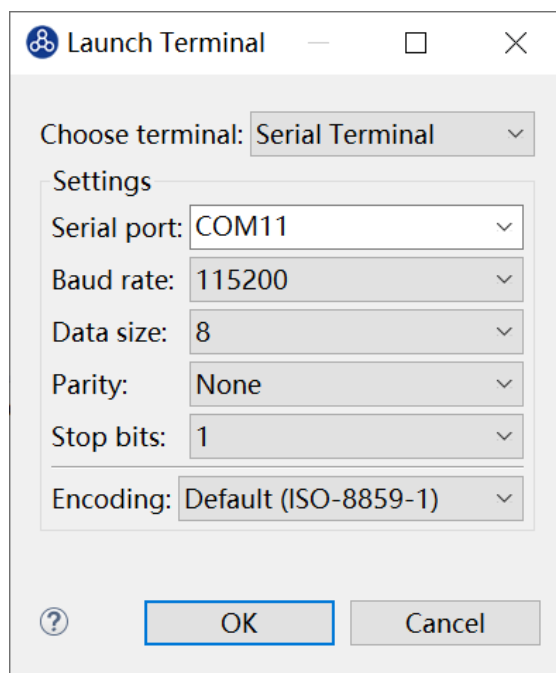 Launch Terminal
Choose terminal: Serial Terminal
Settings
Serial port: COM11
Baud rate: 115200
Data size: 8
Parity: None
Stop bits: 1
Encoding: Default (ISO-8859-1)
? OK Cancel